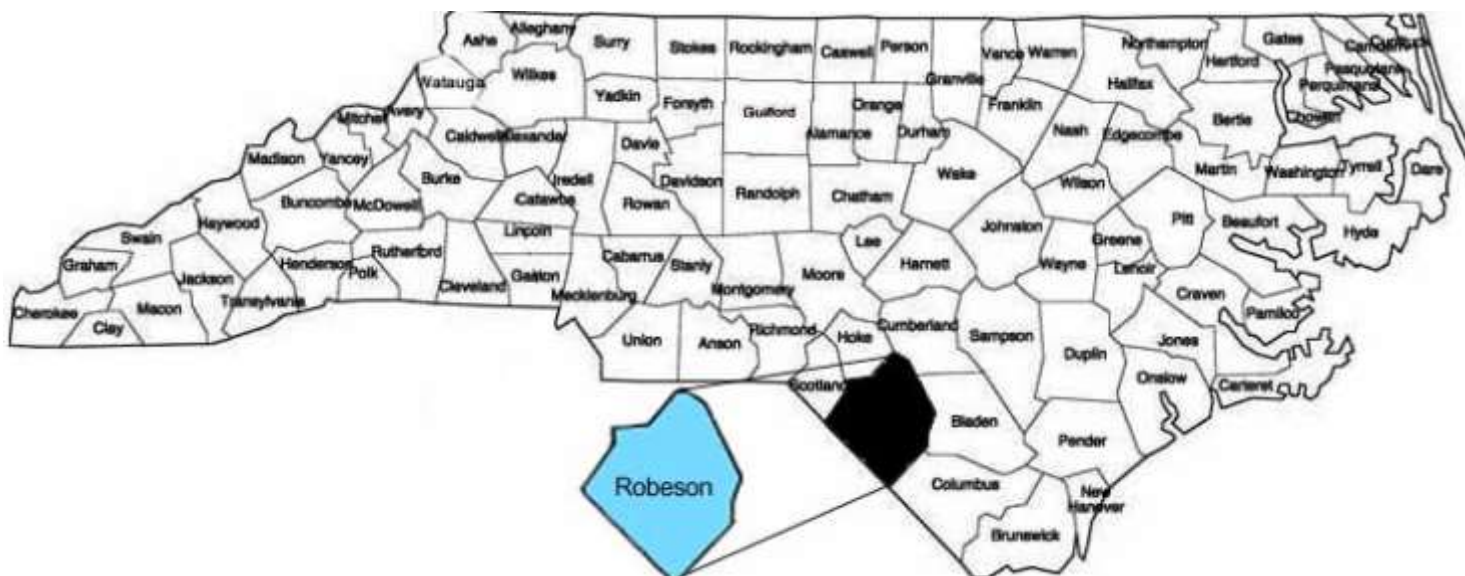 Ashe
Alleghany
Surry
Stokes
Rockingham
Caswell
Person
Granville
Vance
Warren
Northampton
Gates
Hertford
Halifax
Camden
Currituck
Pasquotank
Perquimans
Chowan
Bertie
Watauga
Wilkes
Yadkin
Forsyth
Guilford
Orange
Alamance
Durham
Franklin
Nash
Edgecombe
Mitchell
Avery
Caldwell
Alexander
Davie
Iredell
Davidson
Randolph
Chatham
Wake
Wilson
Martin
Washington
Tyrrell
Dare
Madison
Yancey
Burke
Catawba
Rowan
Buncombe
McDowell
Lincoln
Johnston
Greene
Pitt
Beaufort
Hyde
Swain
Haywood
Graham
Jackson
Henderson
Polk
Rutherford
Cleveland
Gaston
Mecklenburg
Cabarrus
Stanly
Montgomery
Moore
Lee
Harnett
Wayne
Lenoir
Craven
Pamlico
Cherokee
Clay
Macon
Transylvania
Union
Anson
Richmond
Hoke
Cumberland
Sampson
Duplin
Jones
Onslow
Carteret
Scotland
Bladen
Pender
Robeson
Columbus
New
Hanover
Brunswick